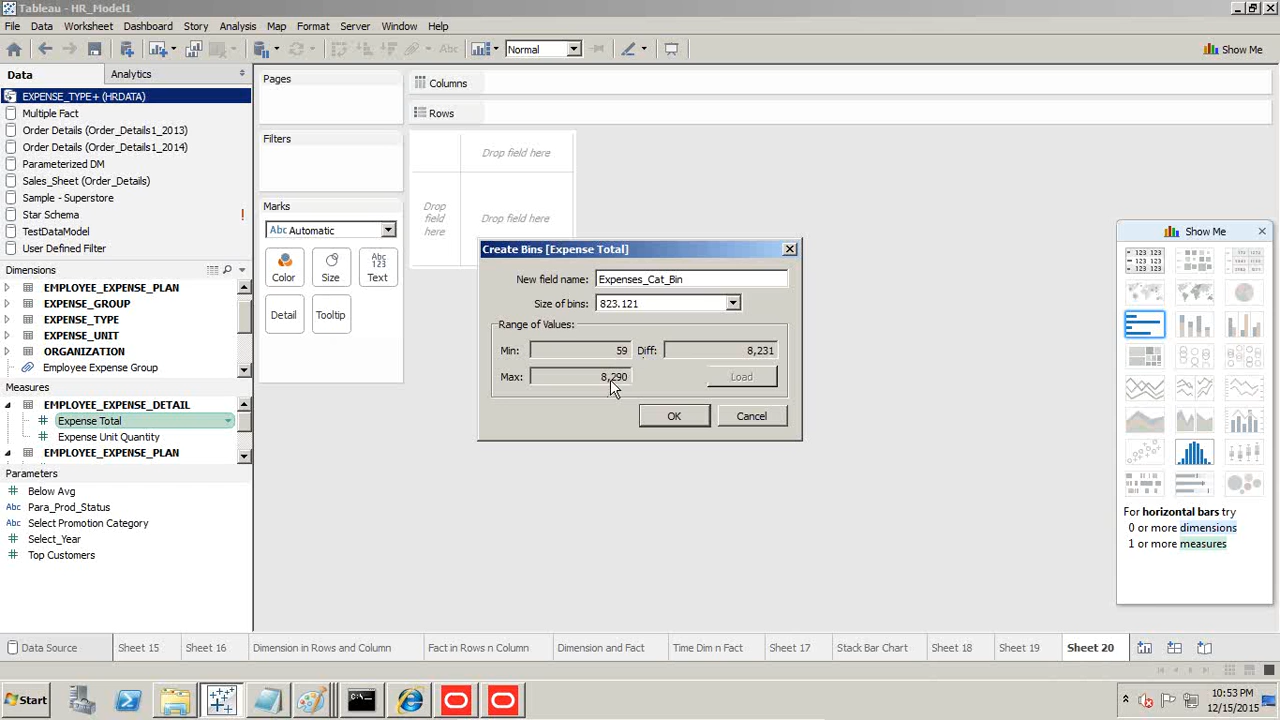 Tableau - HR_Model1
File Data Worksheet Dashboard Story Analysis Map Format Server Window Help
Abc Normal Show Me
Data Analytics
EXPENSE_TYPE+ (HRDATA)
Multiple Fact
Order Details (Order_Details1_2013)
Order Details (Order_Details1_2014)
Parameterized DM
Sales_Sheet (Order_Details)
Sample - Superstore
Star Schema !
TestDataModel
User Defined Filter
Dimensions
EMPLOYEE_EXPENSE_PLAN
EXPENSE_GROUP
EXPENSE_TYPE
EXPENSE_UNIT
ORGANIZATION
Employee Expense Group
Measures
EMPLOYEE_EXPENSE_DETAIL
# Expense Total
# Expense Unit Quantity
EMPLOYEE_EXPENSE_PLAN
Parameters
# Below Avg
Abc Para_Prod_Status
Abc Select Promotion Category
# Select_Year
# Top Customers
Pages
Filters
Marks
Abc Automatic
Abc
123
Color Size Text
Detail Tooltip
Columns
Rows
Drop field here
Drop
field
here
Drop field here
Create Bins [Expense Total]
New field name: Expenses_Cat_Bin
Size of bins: 823.121
Range of Values:
Min: 59 Diff: 8,231
Max: 8,290 Load
OK Cancel
Show Me
For horizontal bars try
0 or more dimensions
1 or more measures
Data Source Sheet 15 Sheet 16 Dimension in Rows and Column Fact in Rows n Column Dimension and Fact Time Dim n Fact Sheet 17 Stack Bar Chart Sheet 18 Sheet 19 Sheet 20
Start
10:53 PM
12/15/2015